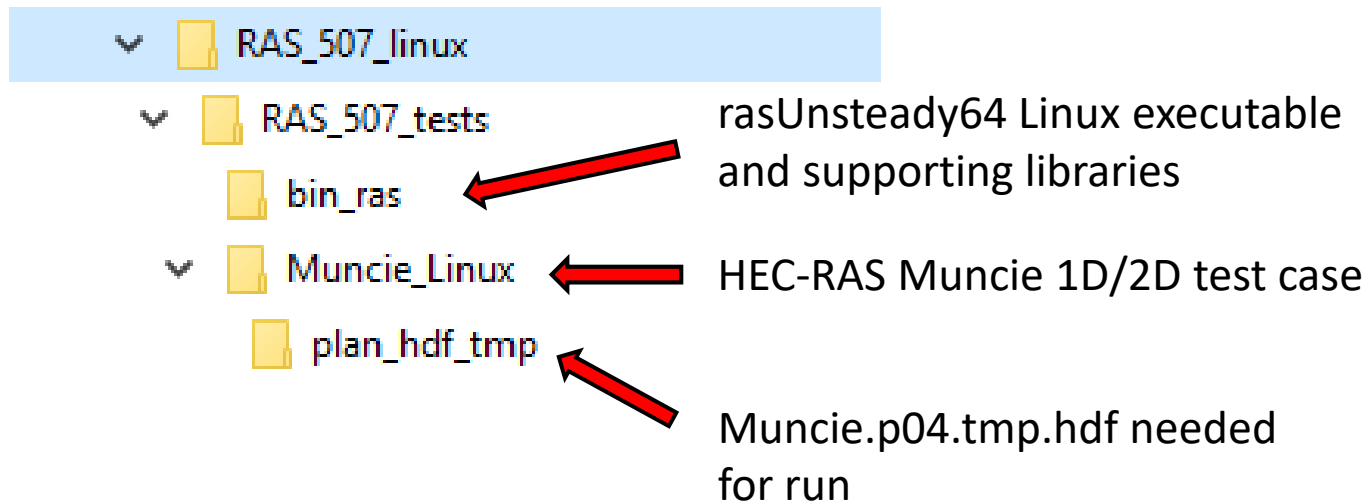 RAS_507_linux
RAS_507_tests
rasUnsteady64 Linux executable
and supporting libraries
bin_ras
Muncie_Linux
HEC-RAS Muncie 1D/2D test case
plan_hdf_tmp
Muncie.p04.tmp.hdf needed
for run